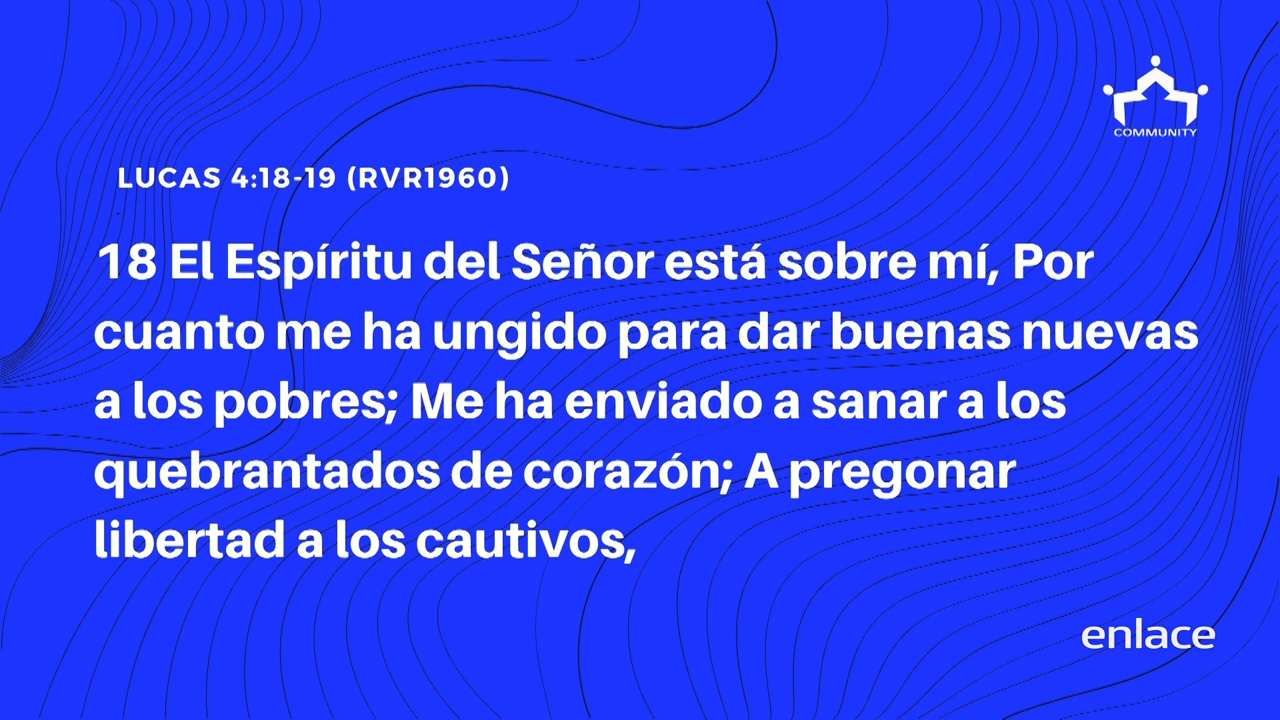 COMMUNITY
LUCAS 4:18-19 (RVR1960)
18 El Espíritu del Señor está sobre mí, Por
cuanto me ha ungido para dar buenas nuevas
a los pobres; Me ha enviado a sanar a los
quebrantados de corazón; A pregonar
libertad a los cautivos,
enlace